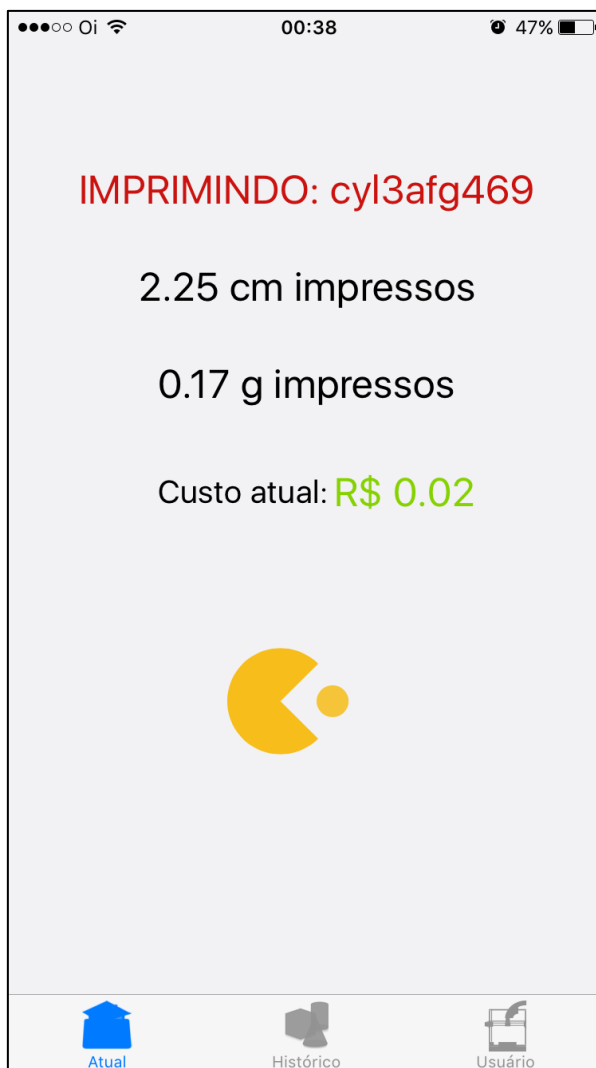 Oi 00:38 47%
IMPRIMINDO: cyl3afg469
2.25 cm impressos
0.17 g impressos
Custo atual: R$ 0.02
Atual Histórico Usuário